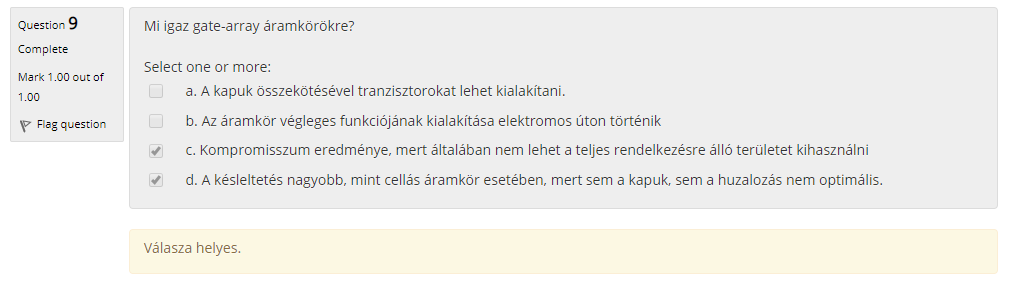 Question 9
Complete
Mark 1.00 out of
1.00
Flag question
Mi igaz gate-array áramkörökre?
Select one or more:
a. A kapuk összekötésével tranzisztorokat lehet kialakítani.
b. Az áramkör végleges funkciójának kialakítása elektromos úton történik
c. Kompromisszum eredménye, mert általában nem lehet a teljes rendelkezésre álló területet kihasználni
d. A késleltetés nagyobb, mint cellás áramkör esetében, mert sem a kapuk, sem a huzalozás nem optimális.
Válasza helyes.